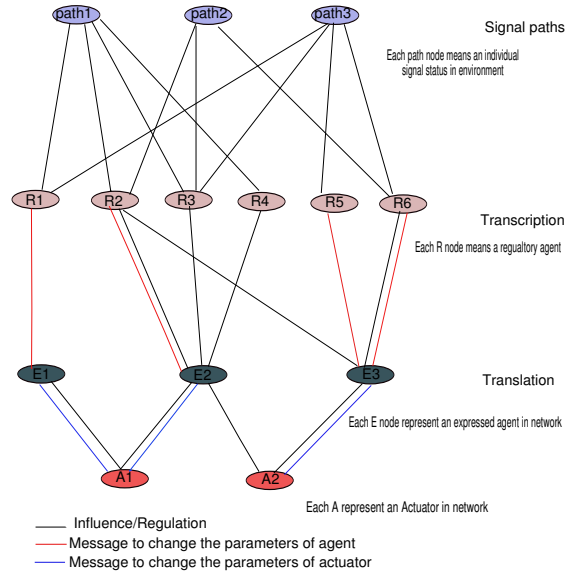 path1
path2
path3
Signal paths
Each path node means an individual
signal status in environment
R1
R2
R3
R4
R5
R6
Transcription
Each R node means a regualtory agent
E1
E2
E3
Translation
Each E node represent an expressed agent in network
A1
A2
Each A represent an Actuator in network
Influence/Regulation
Message to change the parameters of agent
Message to change the parameters of actuator